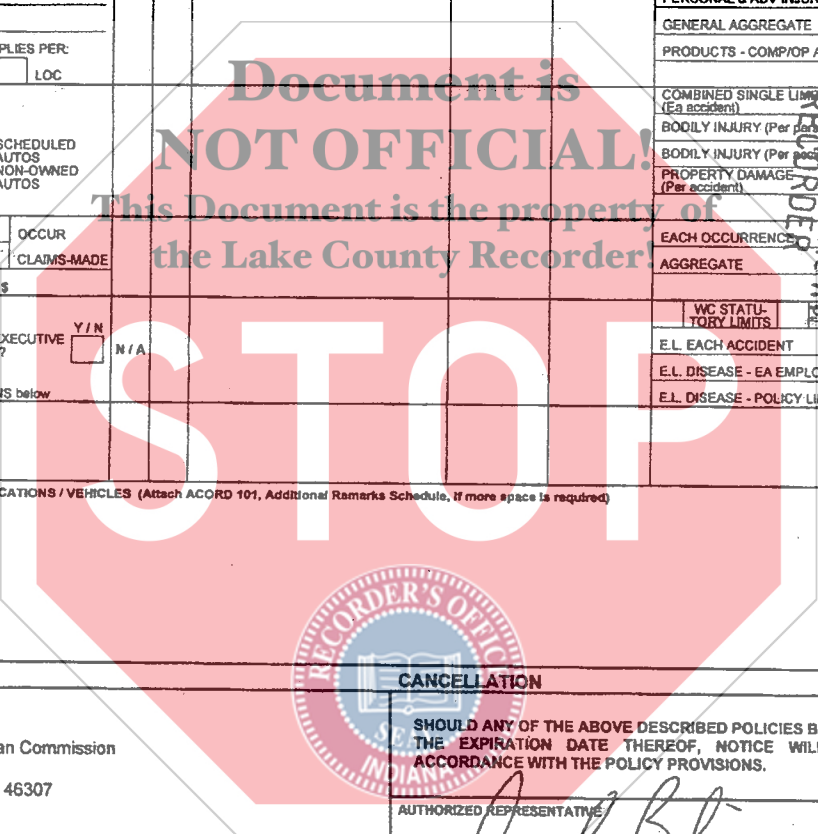 GENERAL AGGREGATE
PRODUCTS - COMP/OP A
PLIES PER:
LOC
Document is
NOT OFFICIAL!
This Document is the property of
the Lake County Recorder!
COMBINED SINGLE LIMI
(Ea accident)
BODILY INJURY (Per pers
BODILY INJURY (Per
PROPERTY DAMAGE
(Per accident)
RECORDER
SCHEDULED
AUTOS
NON-OWNED
AUTOS
OCCUR
CLAIMS-MADE
$
EACH OCCURRENCE
AGGREGATE
WC STATU-
TORY LIMITS
EXECUTIVE
?
Y / N
N / A
NS below
E.L. EACH ACCIDENT
E.L. DISEASE - EA EMPLO
E.L. DISEASE - POLICY LI
STOP
CATIONS / VEHICLES (Attach ACORD 101, Additional Remarks Schedule, if more space is required)
RECORDER'S OFFICE
SEAL
INDIANA
CANCELLATION
SHOULD ANY OF THE ABOVE DESCRIBED POLICIES B
THE EXPIRATION DATE THEREOF, NOTICE WIL
ACCORDANCE WITH THE POLICY PROVISIONS.
an Commission
46307
AUTHORIZED REPRESENTATIVE